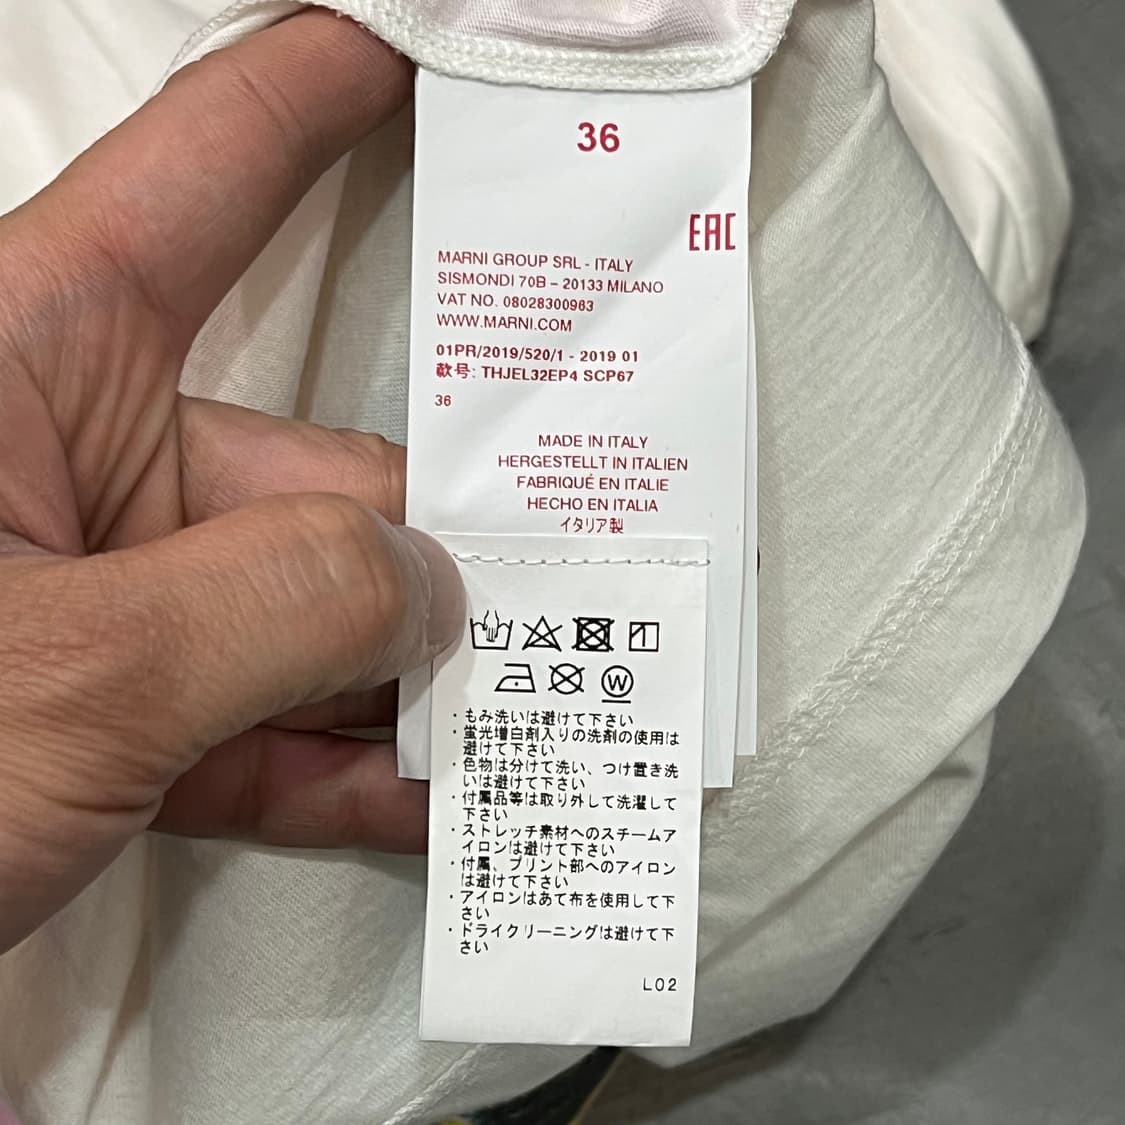 36
EAC
MARNI GROUP SRL - ITALY
SISMONDI 70B – 20133 MILANO
VAT NO. 08028300963
WWW.MARNI.COM
01PR/2019/520/1 - 2019 01
款号: THJEL32EP4 SCP67
36
MADE IN ITALY
HERGESTELLT IN ITALIEN
FABRIQUÉ EN ITALIE
HECHO EN ITALIA
イタリア製
W
・もみ洗いは避けて下さい
・蛍光増白剤入りの洗剤の使用は
避けて下さい
・色物は分けて洗い、つけ置き洗
いは避けて下さい
・付属品等は取り外して洗濯して
下さい
・ストレッチ素材へのスチームア
イロンは避けて下さい
・付属、プリント部へのアイロン
は避けて下さい
・アイロンはあて布を使用して下
さい
・ドライクリーニングは避けて下
さい
L02